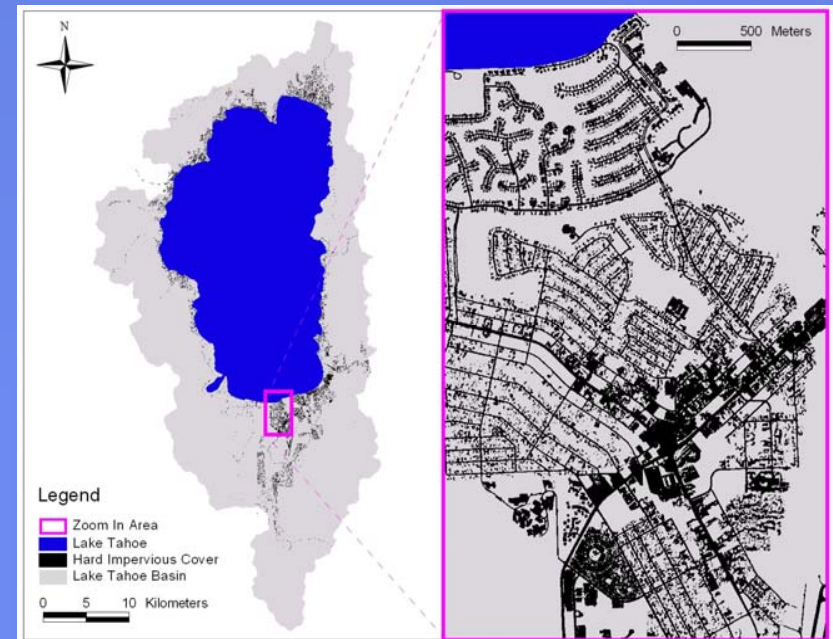 N
0 500 Meters
Legend
Zoom In Area
Lake Tahoe
Hard Impervious Cover
Lake Tahoe Basin
0 5 10 Kilometers